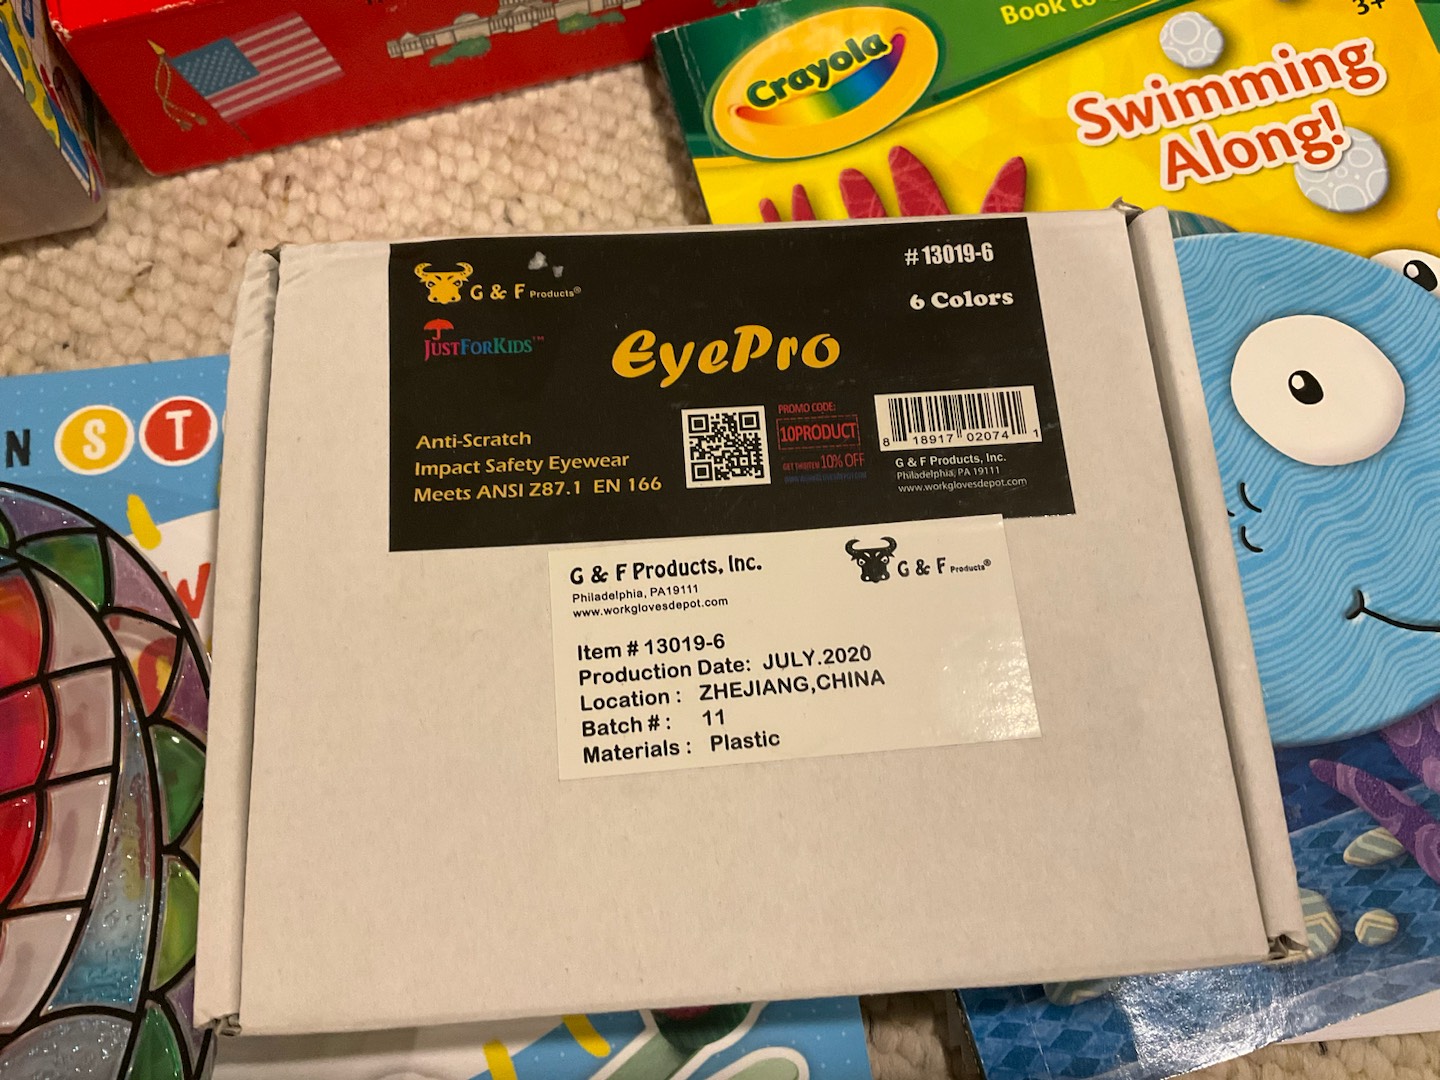 Crayola
Book to
3+
Swimming
Along!
N S T
G & F Products®
JUSTFORKIDS™
EyePro
# 13019-6
6 Colors
Anti-Scratch
Impact Safety Eyewear
Meets ANSI Z87.1 EN 166
PROMO CODE:
10PRODUCT
10% OFF
8 18917 02074 1
G & F Products, Inc.
Philadelphia, PA 19111
www.workglovesdepot.com
G & F Products, Inc.
Philadelphia, PA19111
www.workglovesdepot.com
G & F Products®
Item # 13019-6
Production Date: JULY.2020
Location : ZHEJIANG,CHINA
Batch # : 11
Materials : Plastic